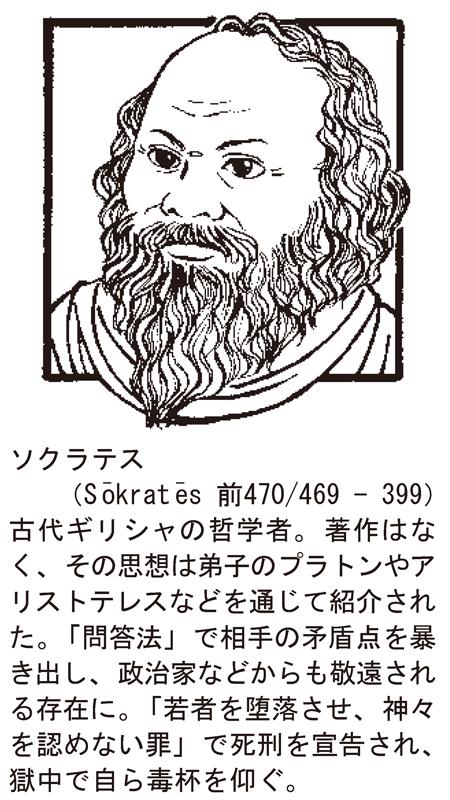 ソクラテス
（Sōkratēs 前470/469 − 399）
古代ギリシャの哲学者。著作はな
く、その思想は弟子のプラトンやア
リストテレスなどを通じて紹介され
た。「問答法」で相手の矛盾点を暴
き出し、政治家などからも敬遠され
る存在に。「若者を堕落させ、神々
を認めない罪」で死刑を宣告され、
獄中で自ら毒杯を仰ぐ。